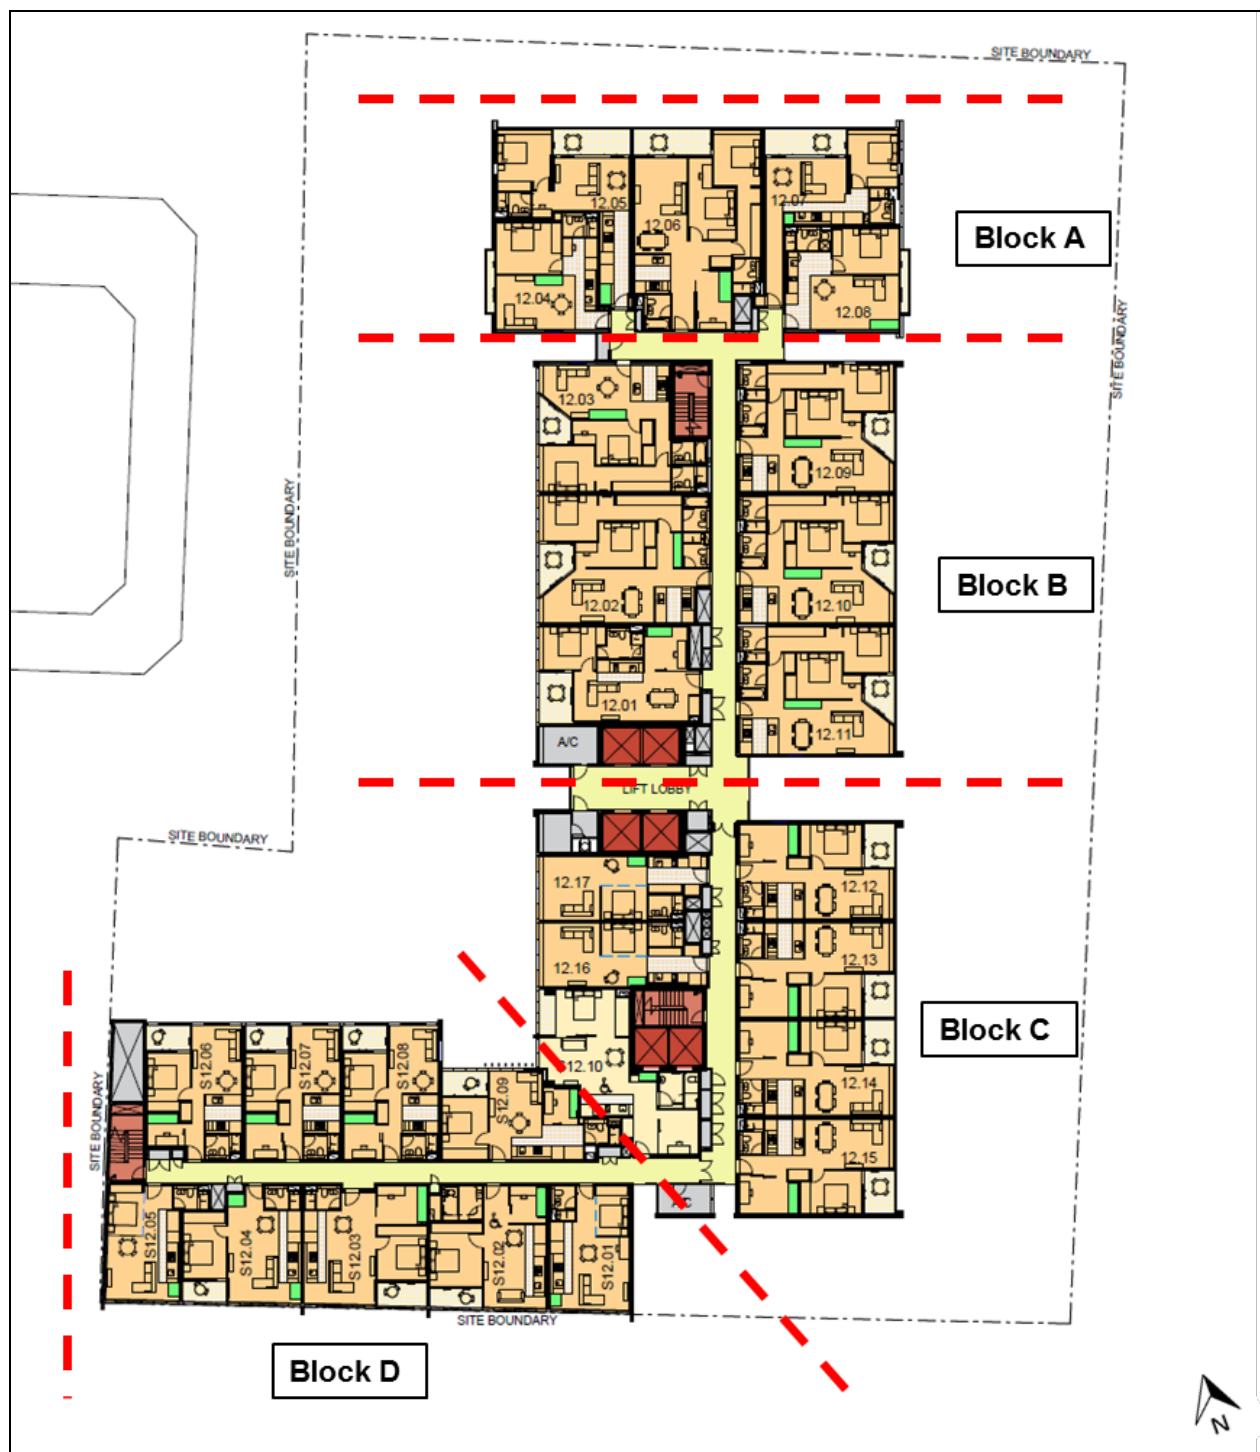 SITE BOUNDARY
12.05
12.06
12.07
Block A
12.04
12.08
SITE BOUNDARY
12.03
12.09
SITE BOUNDARY
12.02
12.10
Block B
12.01
12.11
A/C
LIFT LOBBY
SITE BOUNDARY
12.17
12.12
12.16
12.13
Block C
S12.06
S12.07
S12.08
S12.09
S12.10
12.14
SITE BOUNDARY
12.15
S12.05
S12.04
S12.03
S12.02
S12.01
A/C
SITE BOUNDARY
Block D
N